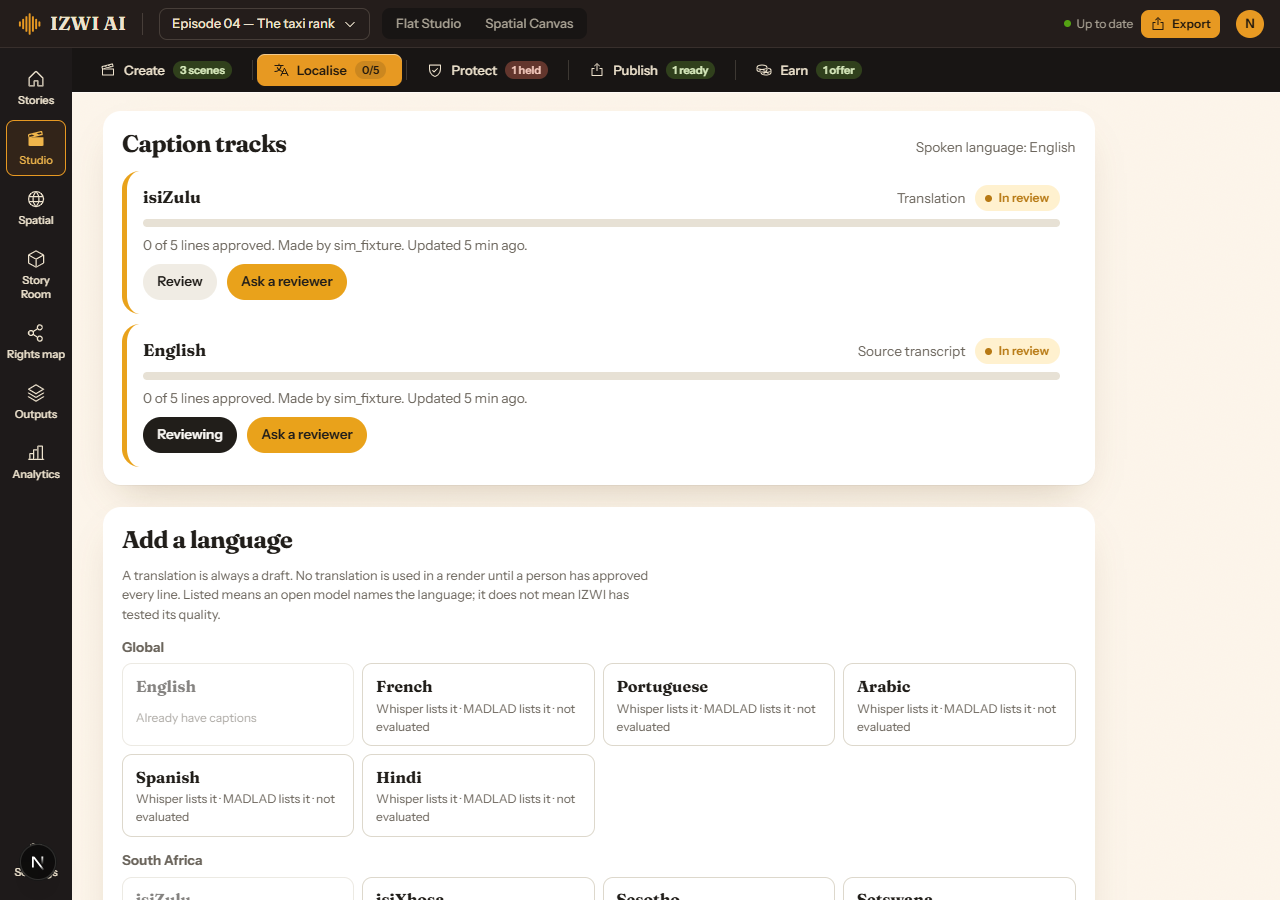 IZWI AI
Episode 04 — The taxi rank
Flat Studio
Spatial Canvas
Up to date
Export
N
Create 3 scenes
Localise 0/5
Protect 1 held
Publish 1 ready
Earn 1 offer
Stories
Studio
Spatial
Story
Room
Rights map
Outputs
Analytics
N
Caption tracks
Spoken language: English
isiZulu
Translation
In review
0 of 5 lines approved. Made by sim_fixture. Updated 5 min ago.
Review
Ask a reviewer
English
Source transcript
In review
0 of 5 lines approved. Made by sim_fixture. Updated 5 min ago.
Reviewing
Ask a reviewer
Add a language
A translation is always a draft. No translation is used in a render until a person has approved
every line. Listed means an open model names the language; it does not mean IZWI has
tested its quality.
Global
English
Already have captions
French
Whisper lists it · MADLAD lists it · not
evaluated
Portuguese
Whisper lists it · MADLAD lists it · not
evaluated
Arabic
Whisper lists it · MADLAD lists it · not
evaluated
Spanish
Whisper lists it · MADLAD lists it · not
evaluated
Hindi
Whisper lists it · MADLAD lists it · not
evaluated
South Africa
isiZulu
isiXhosa
Sesotho
Setswana